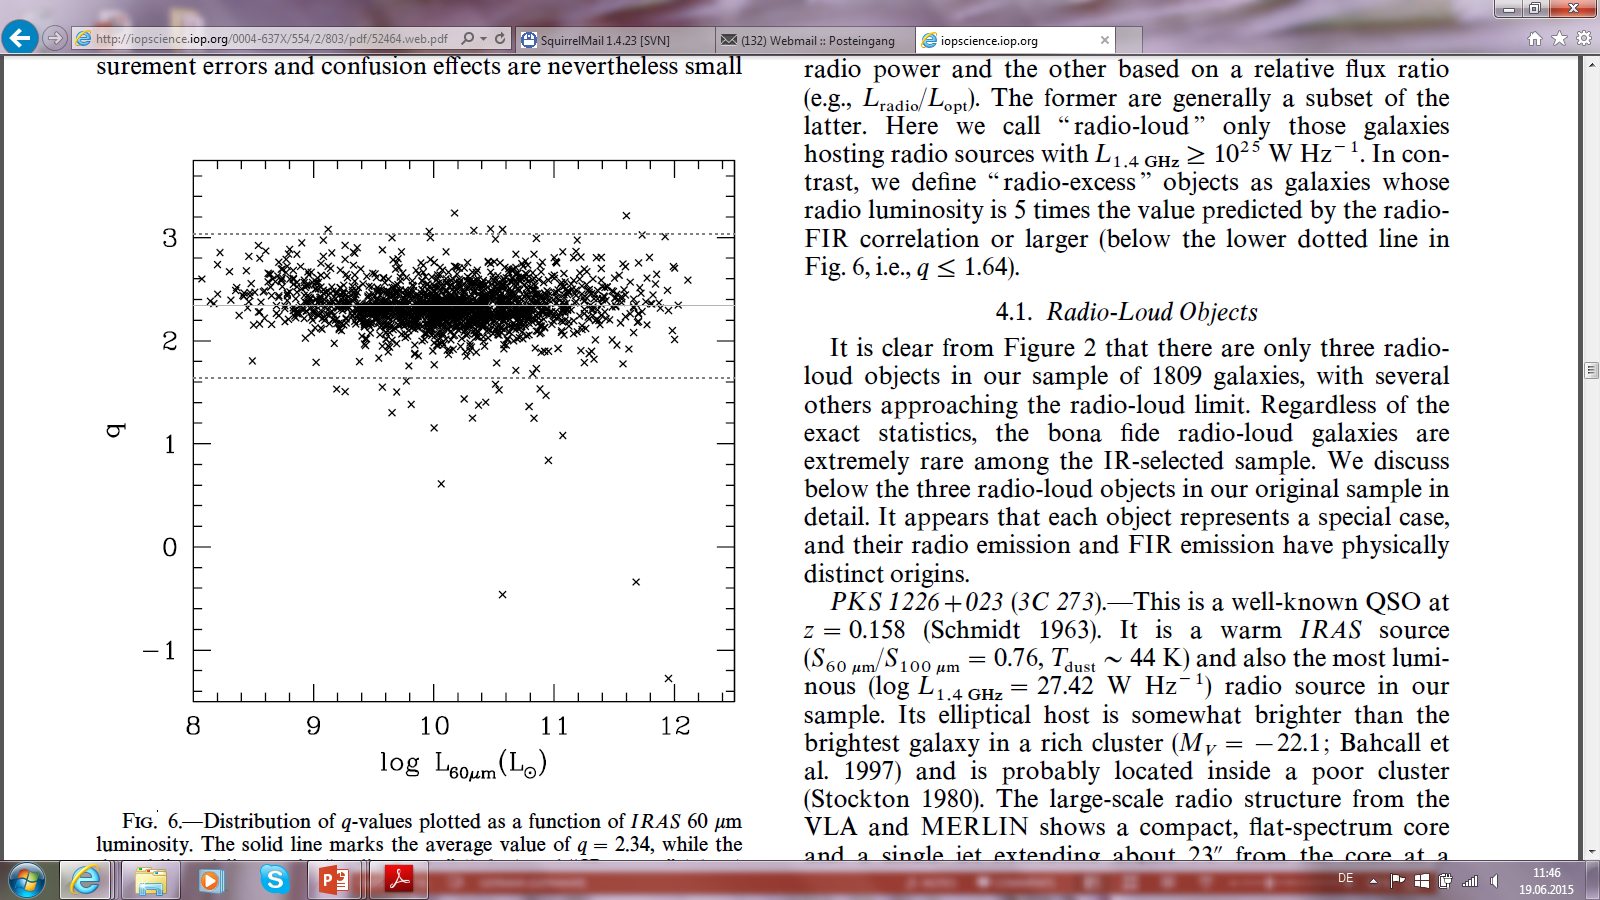 http://iopscience.iop.org/0004-637X/554/2/803/pdf/52464.web.pdf
SquirrelMail 1.4.23 [SVN]
(132) Webmail :: Posteingang
iopscience.iop.org
surement errors and confusion effects are nevertheless small
3
2
1
0
−1
q
8 9 10 11 12
log L60μm(L⊙)
FIG. 6.—Distribution of q-values plotted as a function of IRAS 60 μm
luminosity. The solid line marks the average value of q = 2.34, while the
radio power and the other based on a relative flux ratio
(e.g., Lradio/Lopt). The former are generally a subset of the
latter. Here we call “radio-loud” only those galaxies
hosting radio sources with L1.4 GHz ≥ 10²⁵ W Hz⁻¹. In con-
trast, we define “radio-excess” objects as galaxies whose
radio luminosity is 5 times the value predicted by the radio-
FIR correlation or larger (below the lower dotted line in
Fig. 6, i.e., q ≤ 1.64).
4.1. Radio-Loud Objects
It is clear from Figure 2 that there are only three radio-
loud objects in our sample of 1809 galaxies, with several
others approaching the radio-loud limit. Regardless of the
exact statistics, the bona fide radio-loud galaxies are
extremely rare among the IR-selected sample. We discuss
below the three radio-loud objects in our original sample in
detail. It appears that each object represents a special case,
and their radio emission and FIR emission have physically
distinct origins.
PKS 1226+023 (3C 273).—This is a well-known QSO at
z = 0.158 (Schmidt 1963). It is a warm IRAS source
(S60 μm/S100 μm = 0.76, Tdust ~ 44 K) and also the most lumi-
nous (log L1.4 GHz = 27.42 W Hz⁻¹) radio source in our
sample. Its elliptical host is somewhat brighter than the
brightest galaxy in a rich cluster (MV = −22.1; Bahcall et
al. 1997) and is probably located inside a poor cluster
(Stockton 1980). The large-scale radio structure from the
VLA and MERLIN shows a compact, flat-spectrum core
and a single jet extending about 23″ from the core at a
DE
11:46
19.06.2015